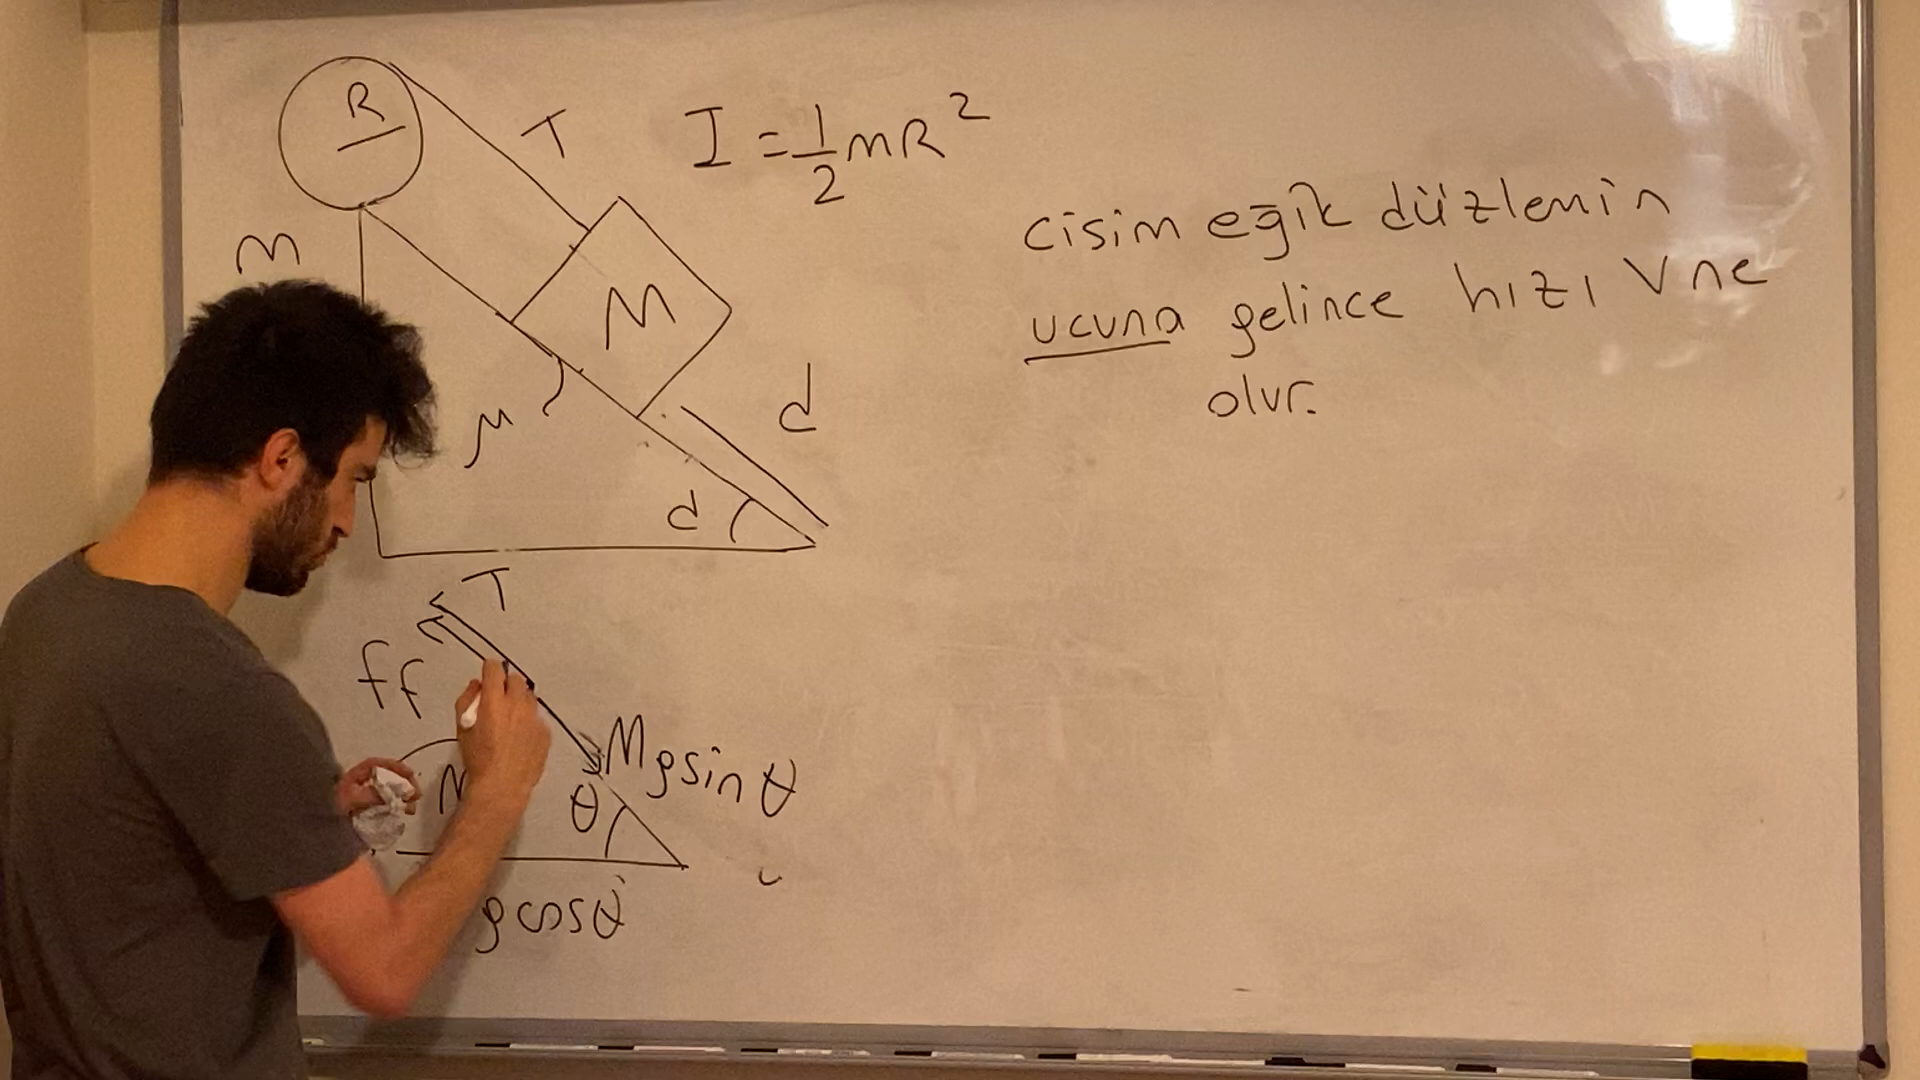 R
T
I = 1/2 mR²
m
M
μ
d
d
cisim eğik düzlemin
ucuna gelince hızı V ne
olur.
T
ff
Mgsinθ
θ
gcosθ